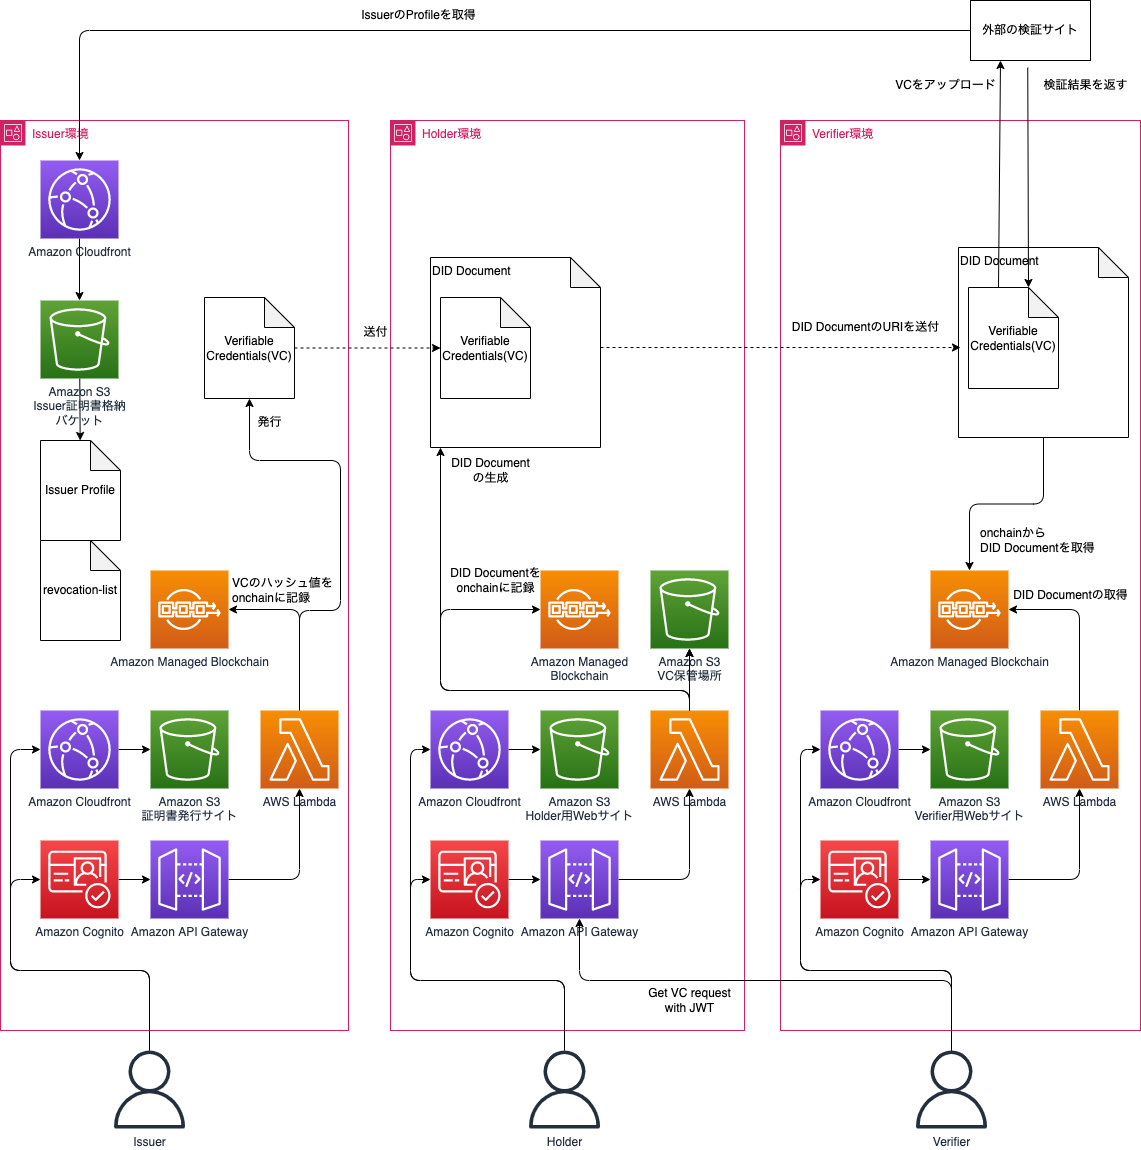 IssuerのProfileを取得
外部の検証サイト
VCをアップロード
検証結果を返す
Issuer環境
Amazon Cloudfront
Amazon S3
Issuer証明書格納
バケット
Issuer Profile
revocation-list
Verifiable
Credentials(VC)
発行
VCのハッシュ値を
onchainに記録
Amazon Managed Blockchain
Amazon Cloudfront
Amazon S3
証明書発行サイト
AWS Lambda
Amazon Cognito
Amazon API Gateway
Issuer
送付
Holder環境
DID Document
Verifiable
Credentials(VC)
DID Document
の生成
DID Documentを
onchainに記録
Amazon Managed
Blockchain
Amazon S3
VC保管場所
Amazon Cloudfront
Amazon S3
Holder用Webサイト
AWS Lambda
Amazon Cognito
Amazon API Gateway
Get VC request
with JWT
Holder
DID DocumentのURIを送付
Verifier環境
DID Document
Verifiable
Credentials(VC)
onchainから
DID Documentを取得
DID Documentの取得
Amazon Managed Blockchain
Amazon Cloudfront
Amazon S3
Verifier用Webサイト
AWS Lambda
Amazon Cognito
Amazon API Gateway
Verifier